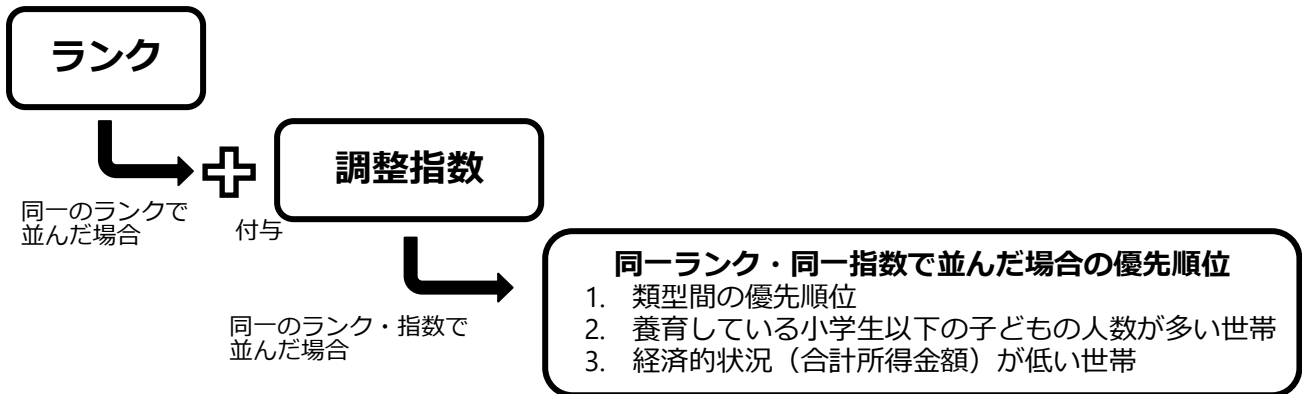 ランク
同一のランクで
並んだ場合
付与
調整指数
同一のランク・指数で
並んだ場合
同一ランク・同一指数で並んだ場合の優先順位
1. 類型間の優先順位
2. 養育している小学生以下の子どもの人数が多い世帯
3. 経済的状況（合計所得金額）が低い世帯